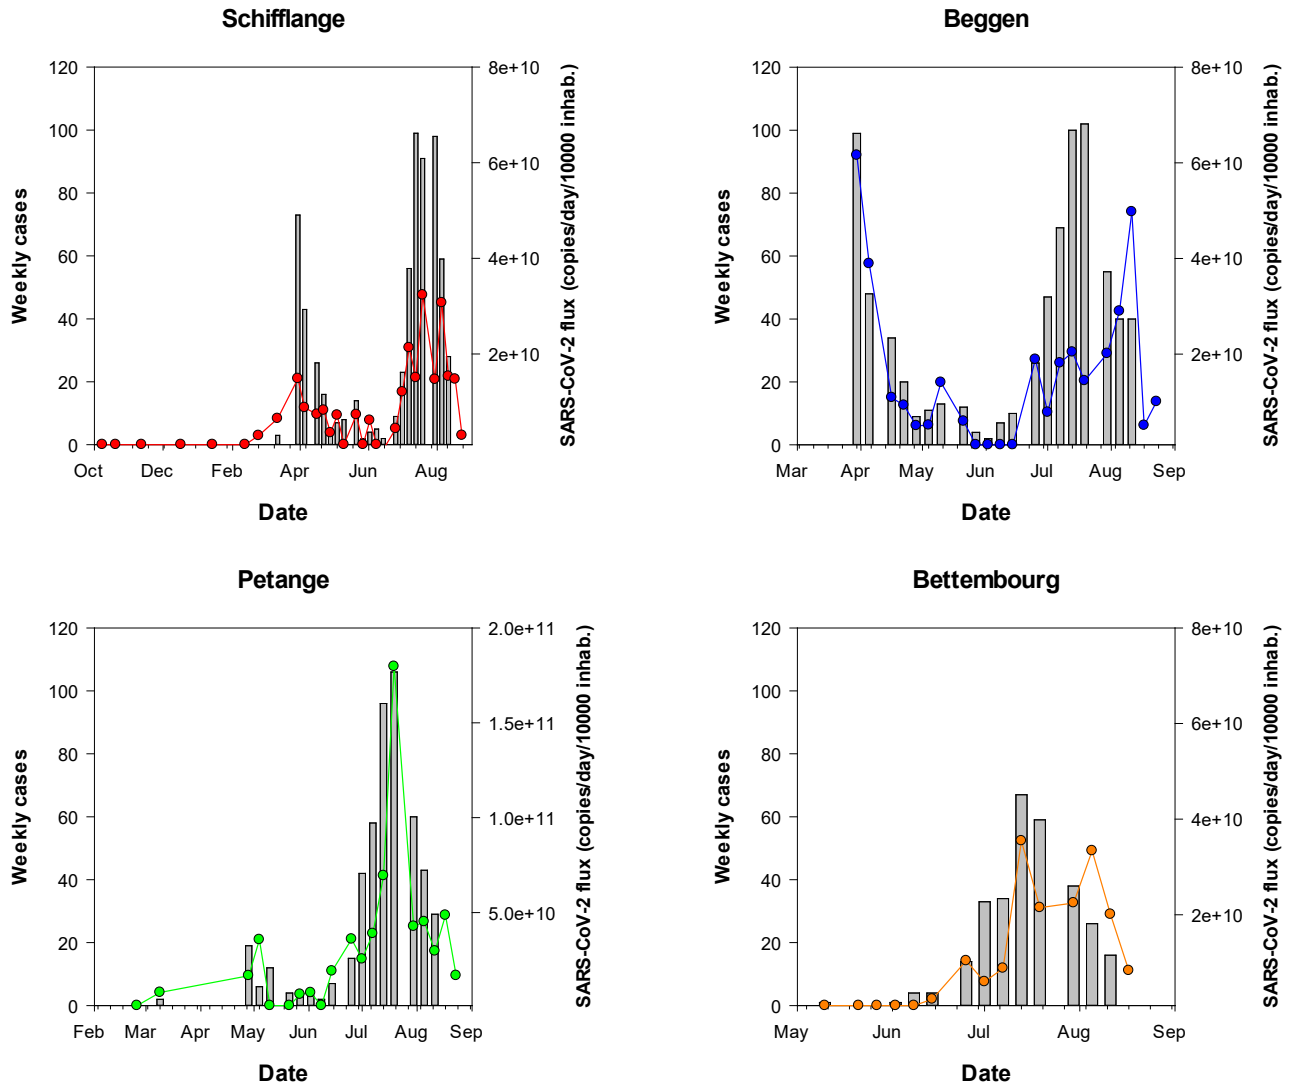 Schifflange
120
100
80
60
40
20
0
8e+10
6e+10
4e+10
2e+10
Oct Dec Feb Apr Jun Aug
Weekly cases
SARS-CoV-2 flux (copies/day/10000 inhab.)
Date
Beggen
120
100
80
60
40
20
0
8e+10
6e+10
4e+10
2e+10
Mar Apr May Jun Jul Aug Sep
Weekly cases
SARS-CoV-2 flux (copies/day/10000 inhab.)
Date
Petange
120
100
80
60
40
20
0
2.0e+11
1.5e+11
1.0e+11
5.0e+10
Feb Mar Apr May Jun Jul Aug Sep
Weekly cases
SARS-CoV-2 flux (copies/day/10000 inhab.)
Date
Bettembourg
120
100
80
60
40
20
0
8e+10
6e+10
4e+10
2e+10
May Jun Jul Aug Sep
Weekly cases
SARS-CoV-2 flux (copies/day/10000 inhab.)
Date